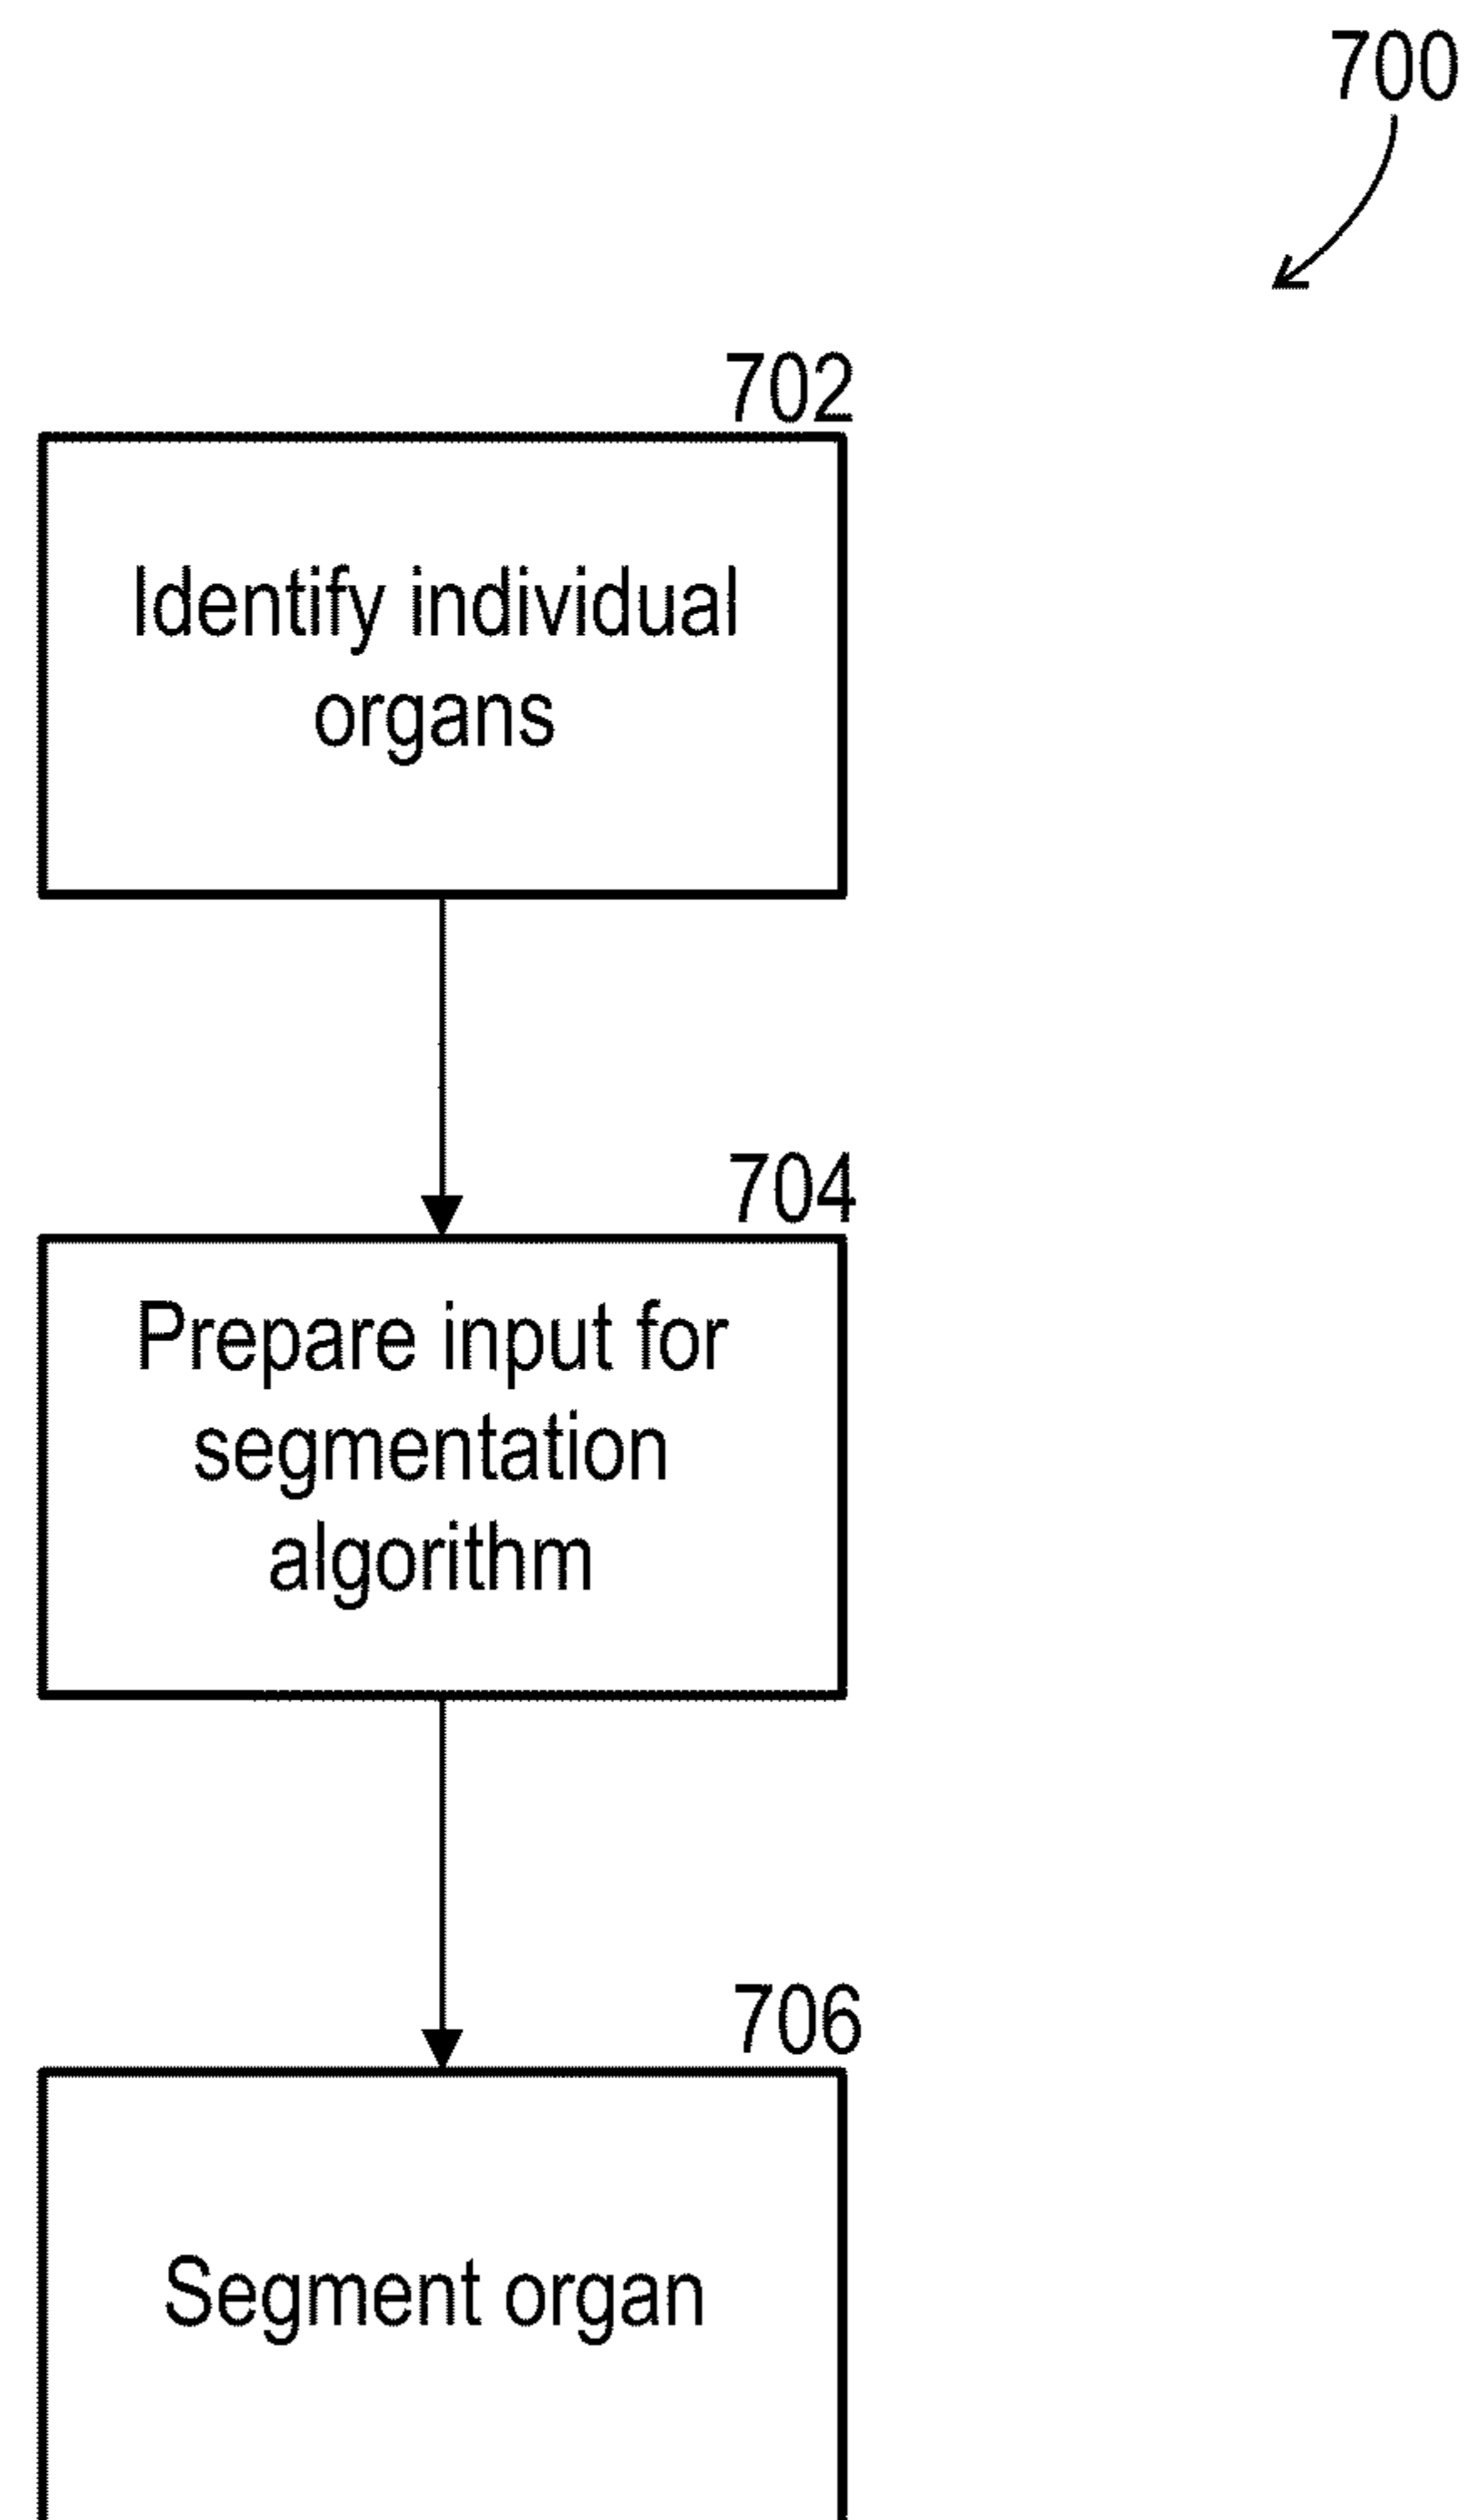 700
702
Identify individual
organs
704
Prepare input for
segmentation
algorithm
706
Segment organ